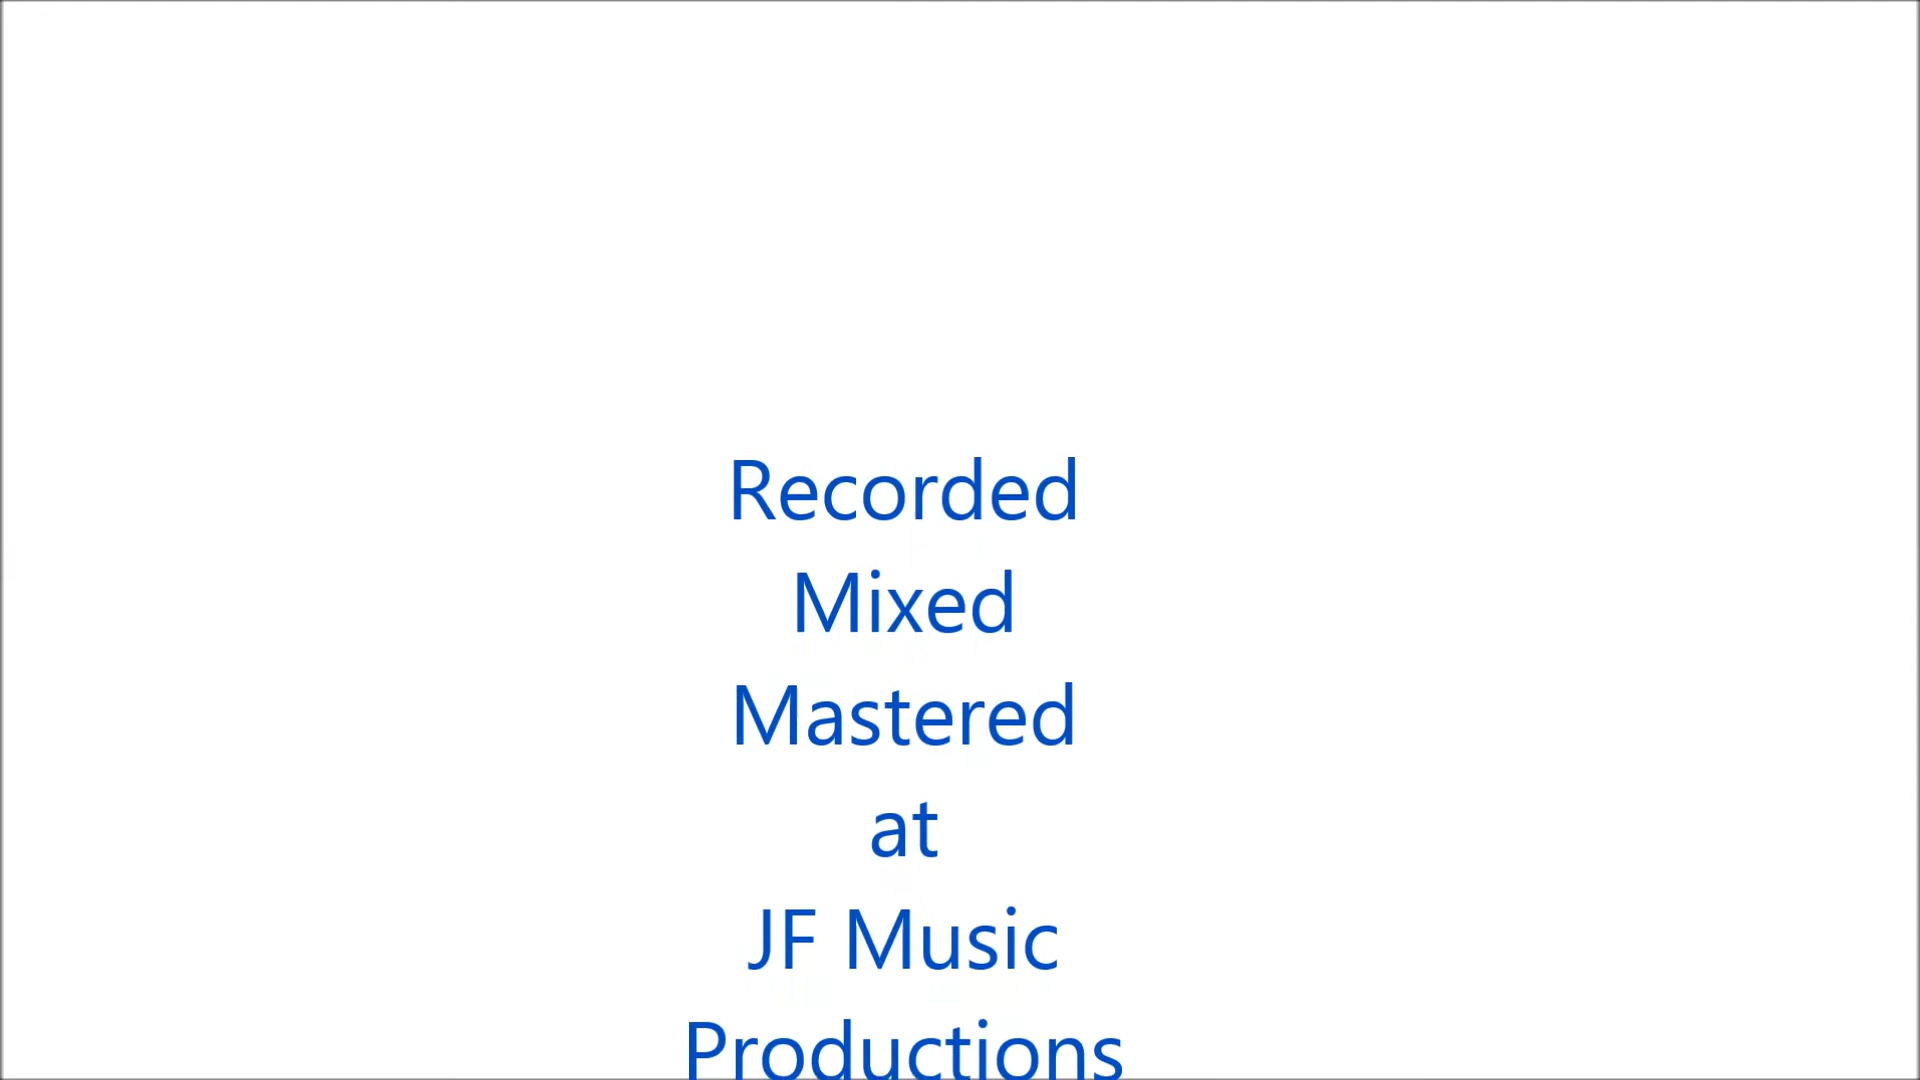 Recorded
Mixed
Mastered
at
JF Music
Productions